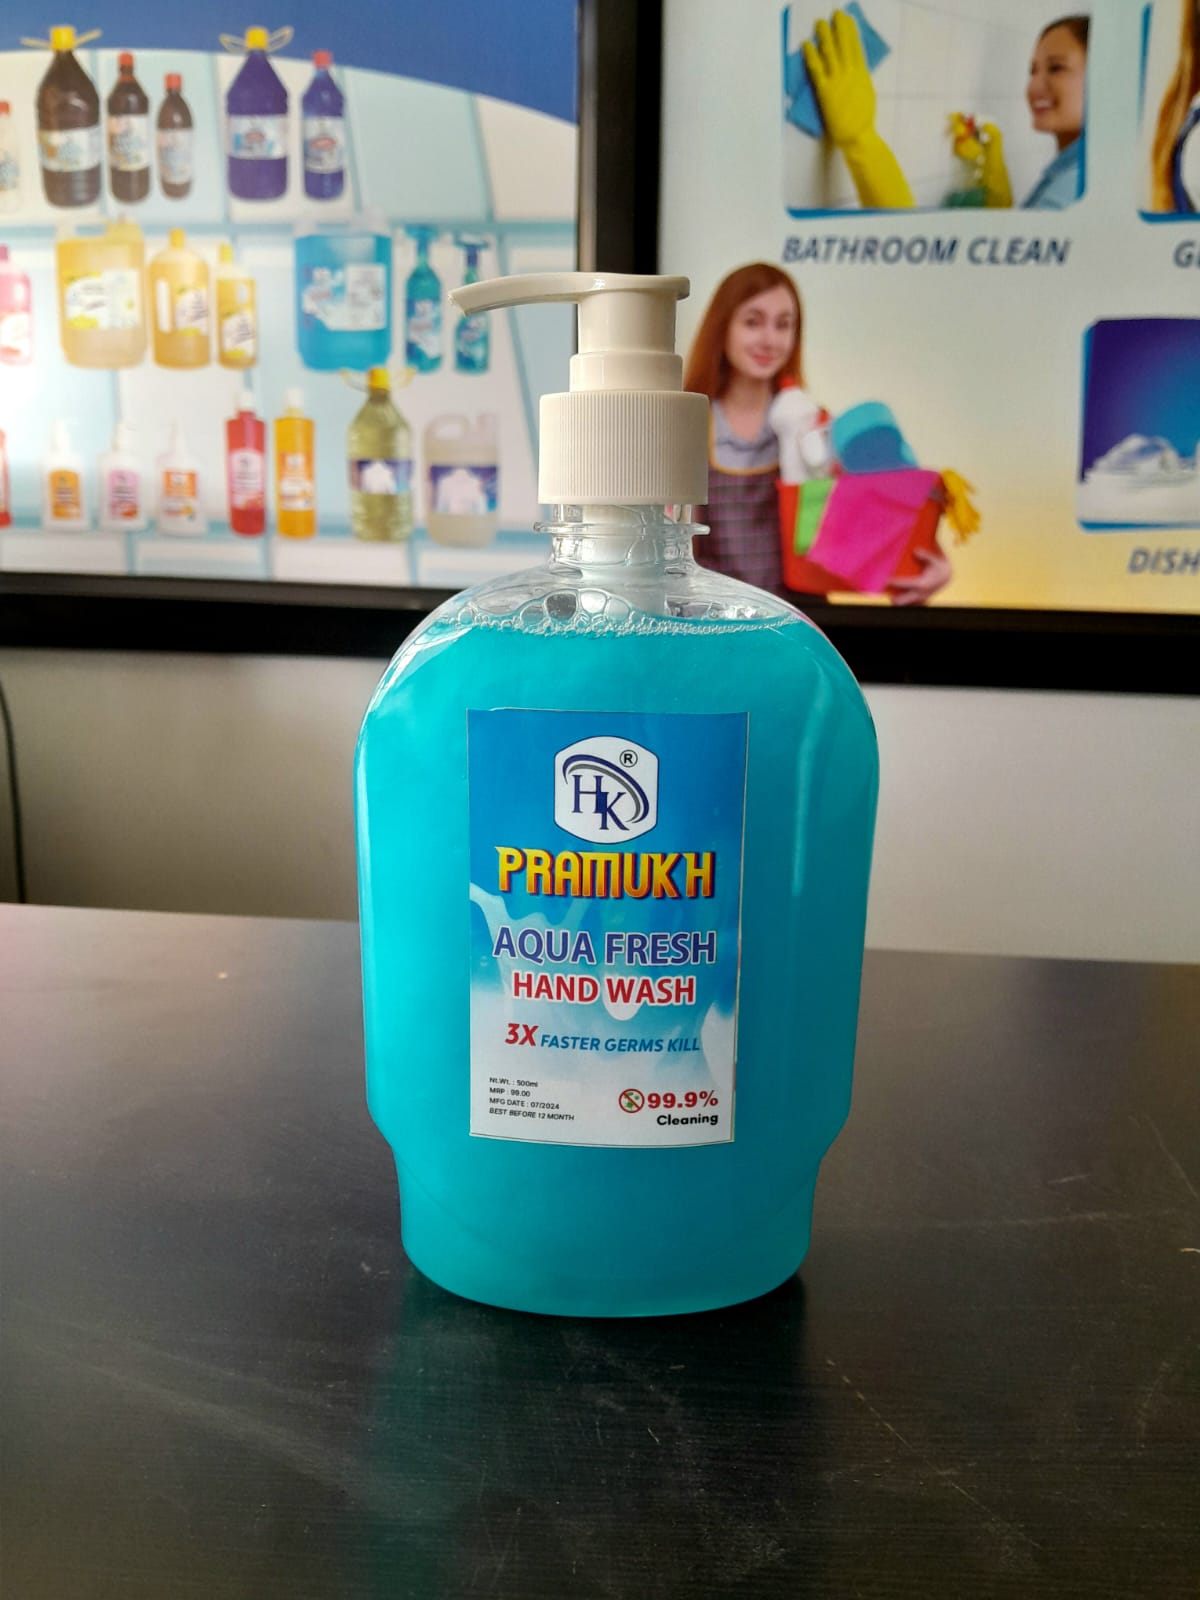 BATHROOM CLEAN
DISH
®
HK
PRAMUKH
AQUA FRESH
HAND WASH
3X FASTER GERMS KILL
Nt.Wt. : 500ml
MRP : 99.00
MFG DATE : 07/2024
BEST BEFORE 12 MONTH
99.9%
Cleaning